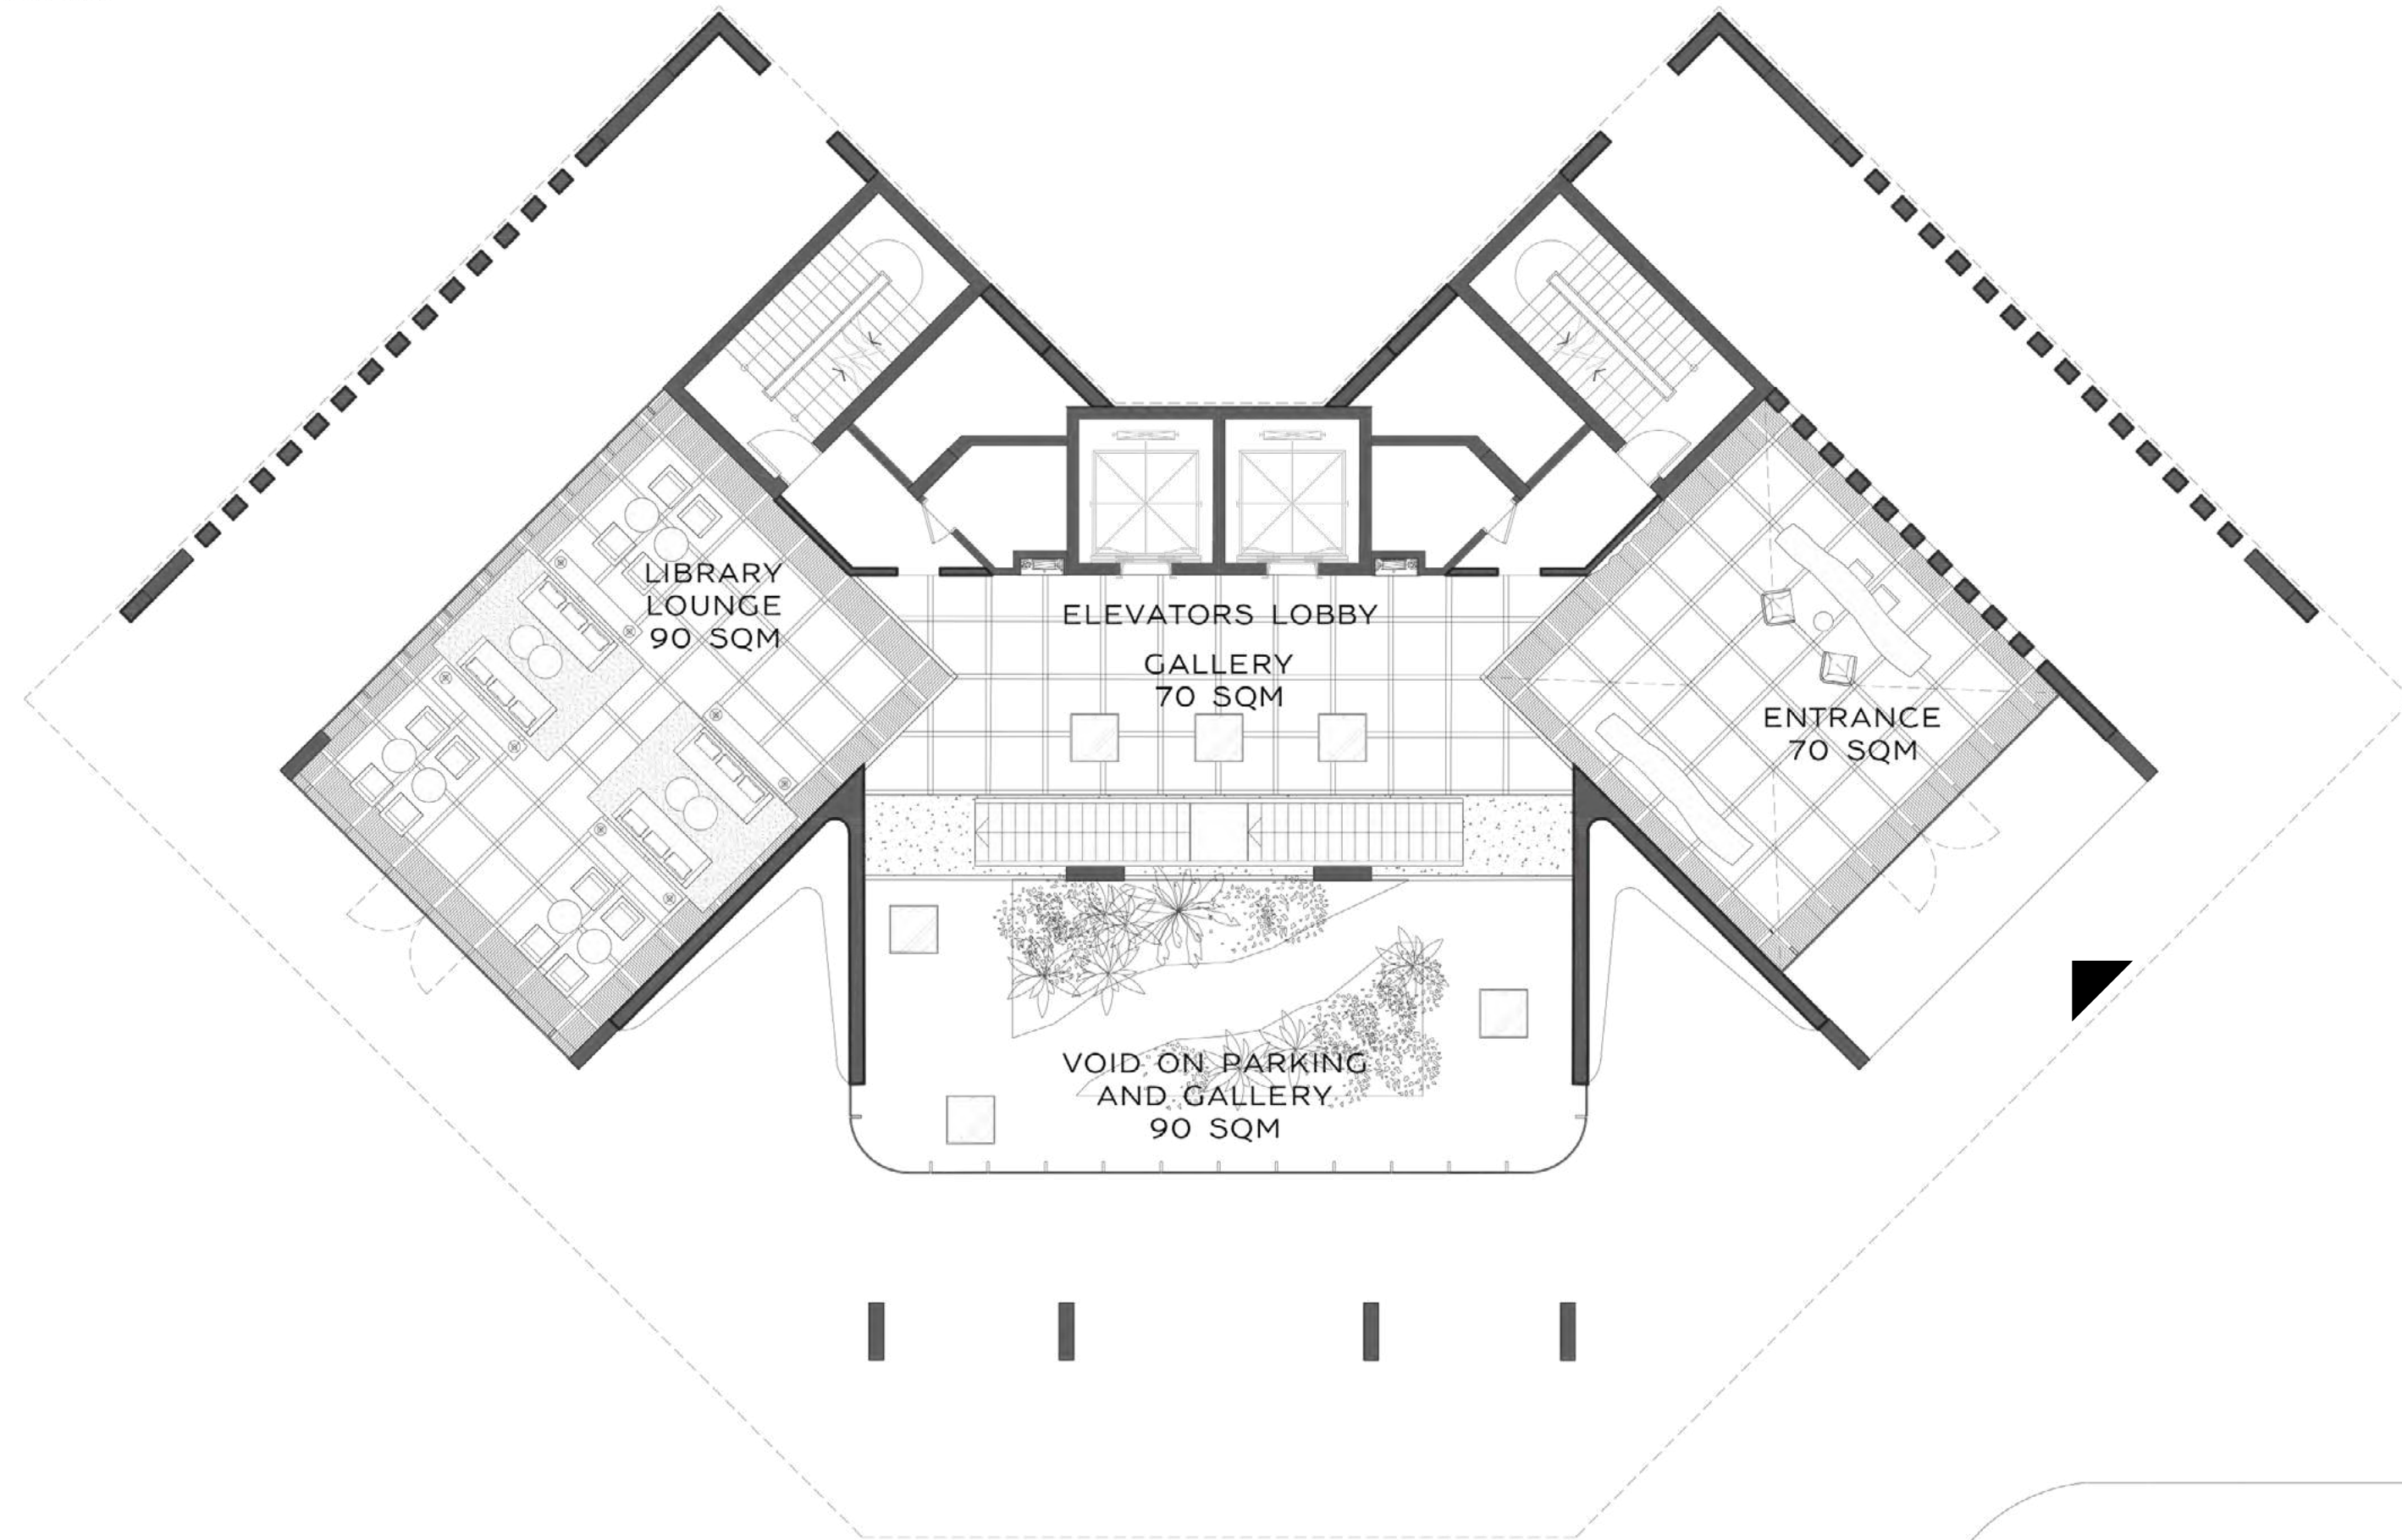 LIBRARY
LOUNGE
90 SQM
ELEVATORS LOBBY
GALLERY
70 SQM
ENTRANCE
70 SQM
VOID ON PARKING
AND GALLERY
90 SQM